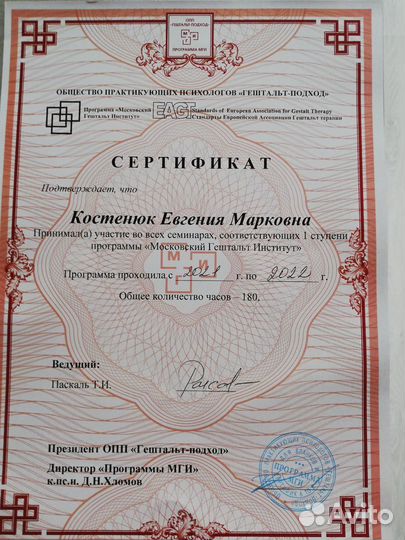 ОПП
«ГЕШТАЛЬТ-ПОДХОД»
М
И
Г
ПРОГРАММА МГИ
ОБЩЕСТВО ПРАКТИКУЮЩИХ ПСИХОЛОГОВ «ГЕШТАЛЬТ-ПОДХОД»
Программа «Московский Гештальт Институт»
EAGT Standards of European Association for Gestalt Therapy
Стандарты Европейской Ассоциации Гештальт терапии
СЕРТИФИКАТ
Подтверждает, что
Костенюк Евгения Марковна
Принимал(а) участие во всех семинарах, соответствующих 1 ступени
программы «Московский Гештальт Институт»
М
И
Г
Программа проходила с 2021 г. по 2022 г.
Общее количество часов – 180.
Ведущий:
Паскаль Т.И.
Президент ОПП «Гештальт-подход»
Директор «Программы МГИ»
к.пс.н. Д.Н.Хломов
ПРОГРАММА
МГИ
Avito